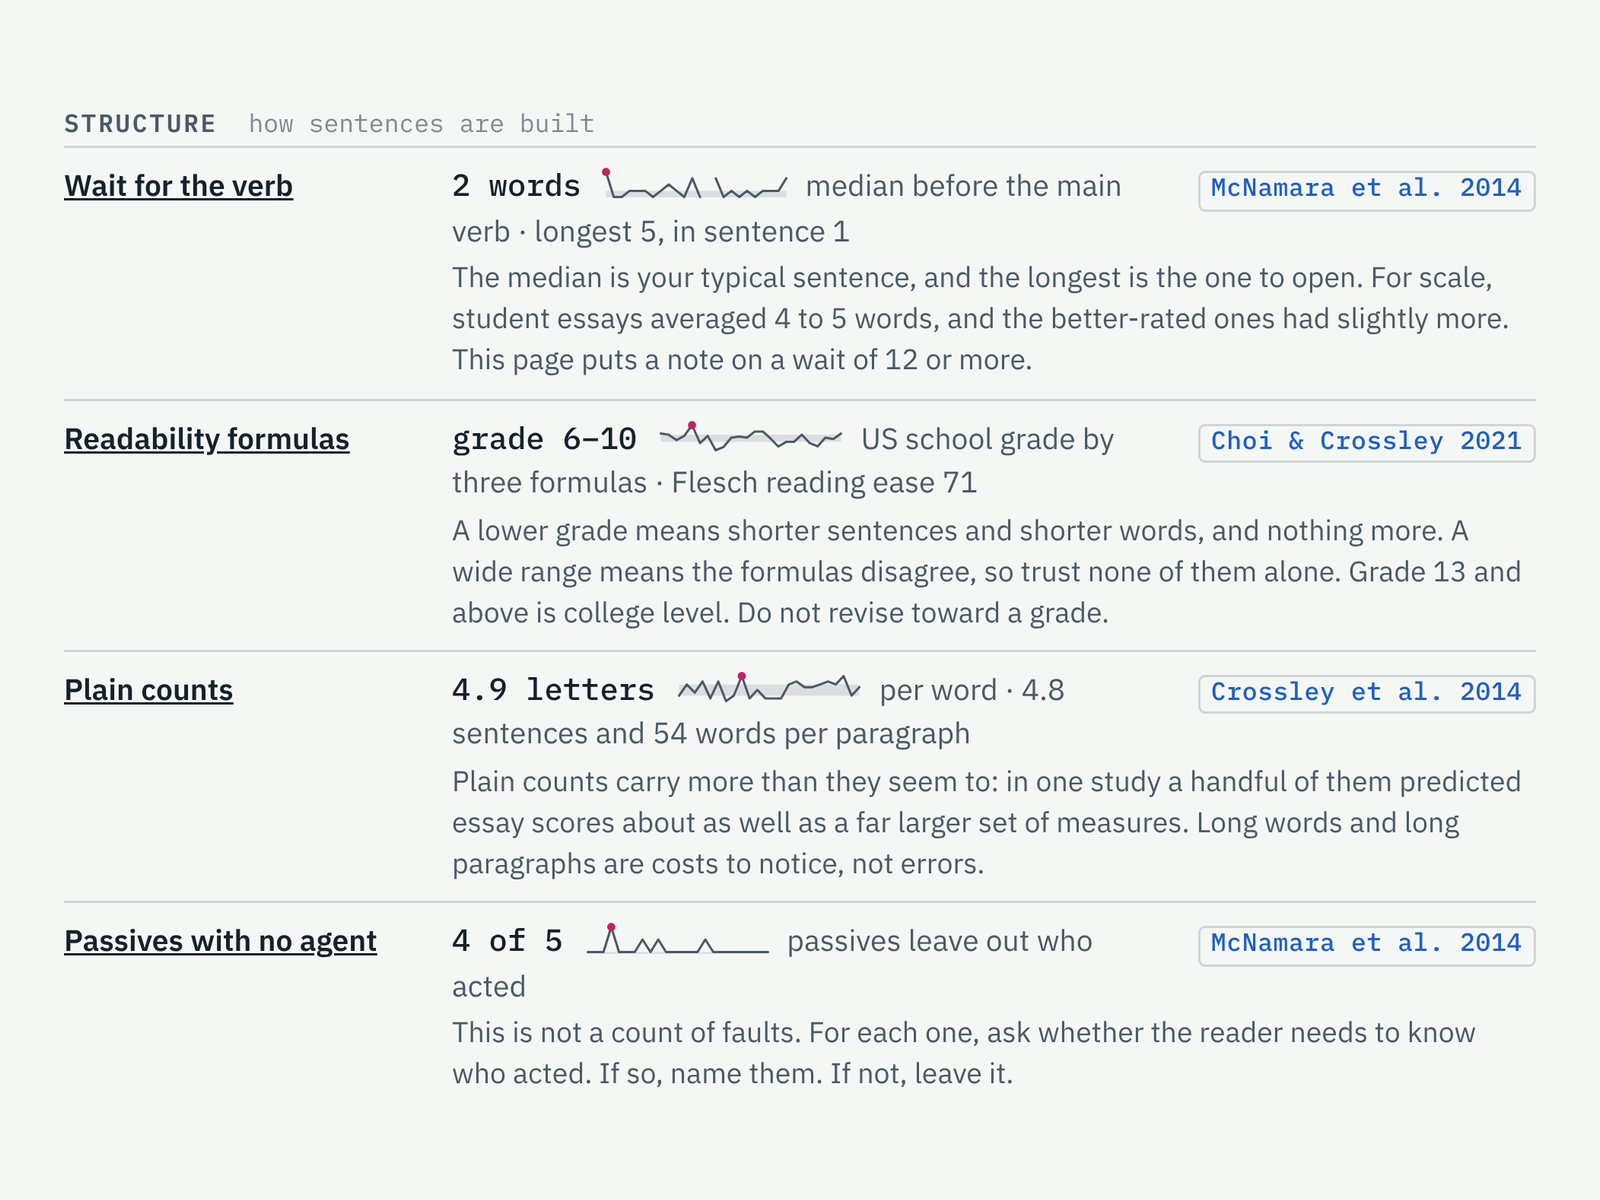 STRUCTURE how sentences are built
Wait for the verb
2 words median before the main
verb · longest 5, in sentence 1
McNamara et al. 2014
The median is your typical sentence, and the longest is the one to open. For scale,
student essays averaged 4 to 5 words, and the better-rated ones had slightly more.
This page puts a note on a wait of 12 or more.
Readability formulas
grade 6–10 US school grade by
three formulas · Flesch reading ease 71
Choi & Crossley 2021
A lower grade means shorter sentences and shorter words, and nothing more. A
wide range means the formulas disagree, so trust none of them alone. Grade 13 and
above is college level. Do not revise toward a grade.
Plain counts
4.9 letters per word · 4.8
sentences and 54 words per paragraph
Crossley et al. 2014
Plain counts carry more than they seem to: in one study a handful of them predicted
essay scores about as well as a far larger set of measures. Long words and long
paragraphs are costs to notice, not errors.
Passives with no agent
4 of 5 passives leave out who
acted
McNamara et al. 2014
This is not a count of faults. For each one, ask whether the reader needs to know
who acted. If so, name them. If not, leave it.